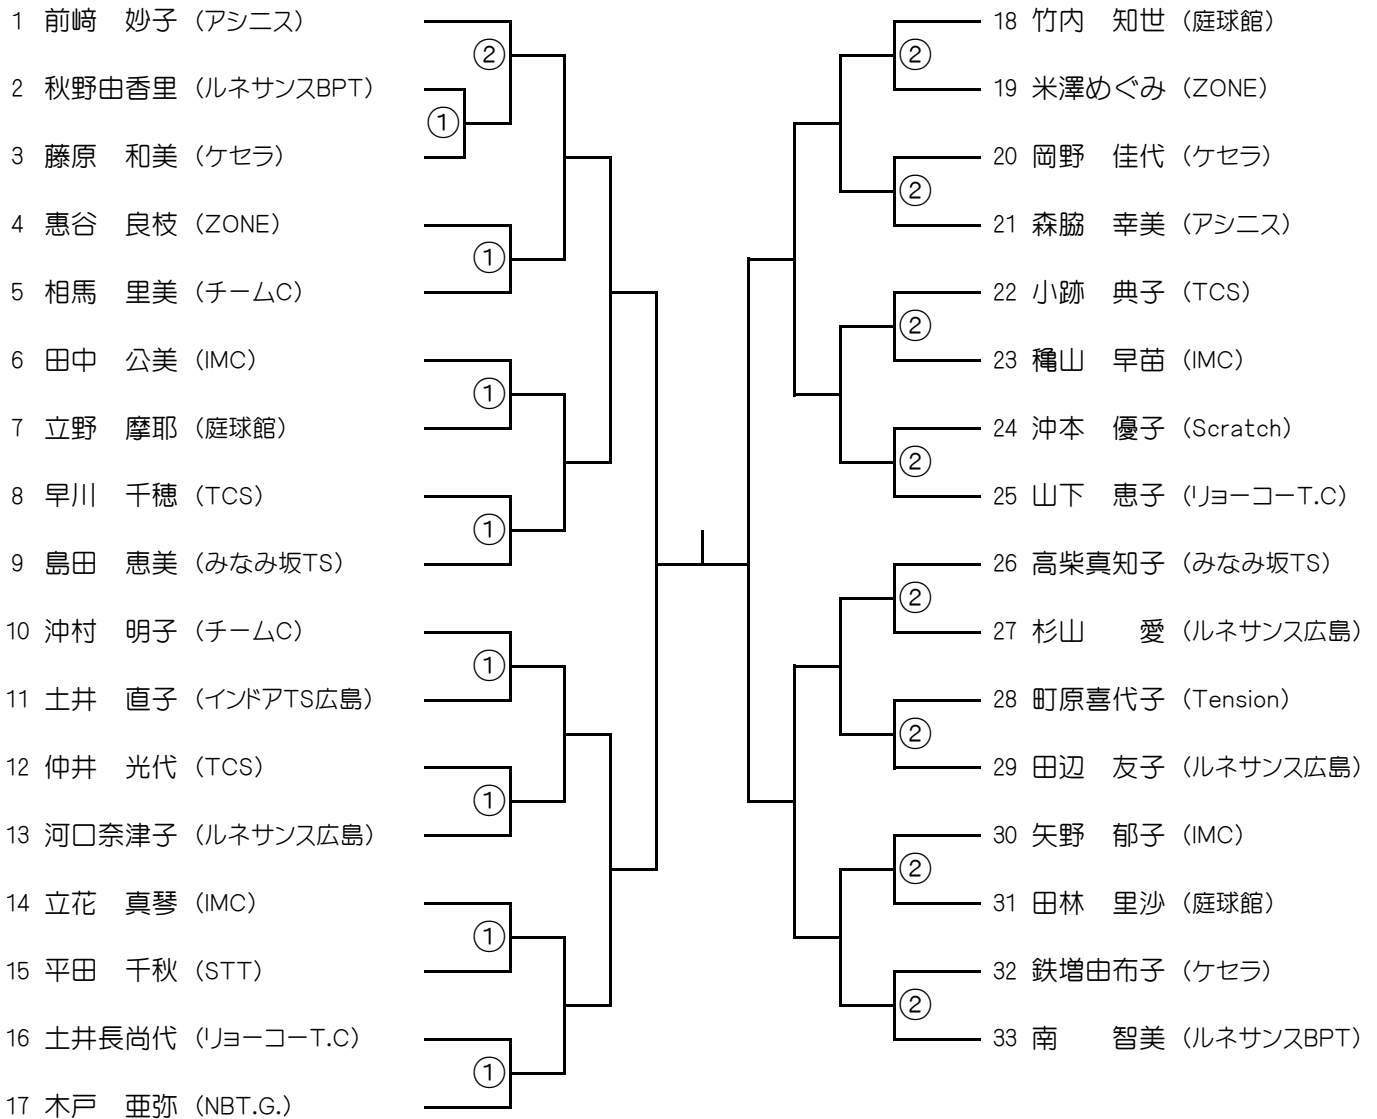 1 前﨑　妙子（アシニス）
2 秋野由香里（ルネサンスBPT）
3 藤原　和美（ケセラ）
4 惠谷　良枝（ZONE）
5 相馬　里美（チームC）
6 田中　公美（IMC）
7 立野　摩耶（庭球館）
8 早川　千穂（TCS）
9 島田　恵美（みなみ坂TS）
10 沖村　明子（チームC）
11 土井　直子（インドアTS広島）
12 仲井　光代（TCS）
13 河口奈津子（ルネサンス広島）
14 立花　真琴（IMC）
15 平田　千秋（STT）
16 土井長尚代（リョーコーT.C）
17 木戸　亜弥（NBT.G.）
②
①
①
①
①
①
①
①
①
18 竹内　知世（庭球館）
19 米澤めぐみ（ZONE）
20 岡野　佳代（ケセラ）
21 森脇　幸美（アシニス）
22 小跡　典子（TCS）
23 穐山　早苗（IMC）
24 沖本　優子（Scratch）
25 山下　恵子（リョーコーT.C）
26 高柴真知子（みなみ坂TS）
27 杉山　　愛（ルネサンス広島）
28 町原喜代子（Tension）
29 田辺　友子（ルネサンス広島）
30 矢野　郁子（IMC）
31 田林　里沙（庭球館）
32 鉄増由布子（ケセラ）
33 南　　智美（ルネサンスBPT）
②
②
②
②
②
②
②
②